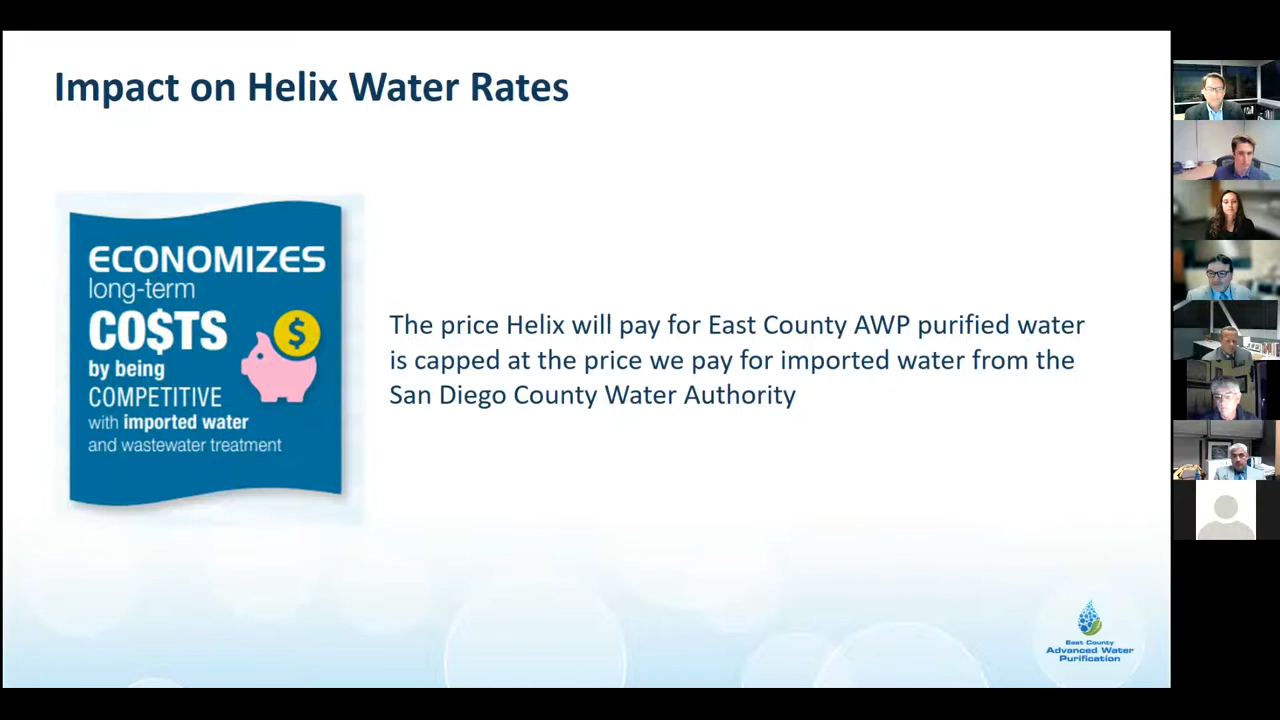 Impact on Helix Water Rates
ECONOMIZES
long-term
CO$TS
by being
COMPETITIVE
with imported water
and wastewater treatment
$
The price Helix will pay for East County AWP purified water
is capped at the price we pay for imported water from the
San Diego County Water Authority
East County
Advanced Water
Purification